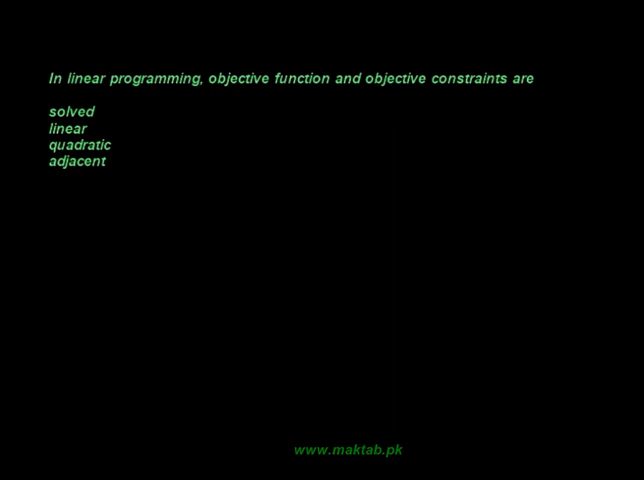 In linear programming, objective function and objective constraints are
solved
linear
quadratic
adjacent
www.maktab.pk